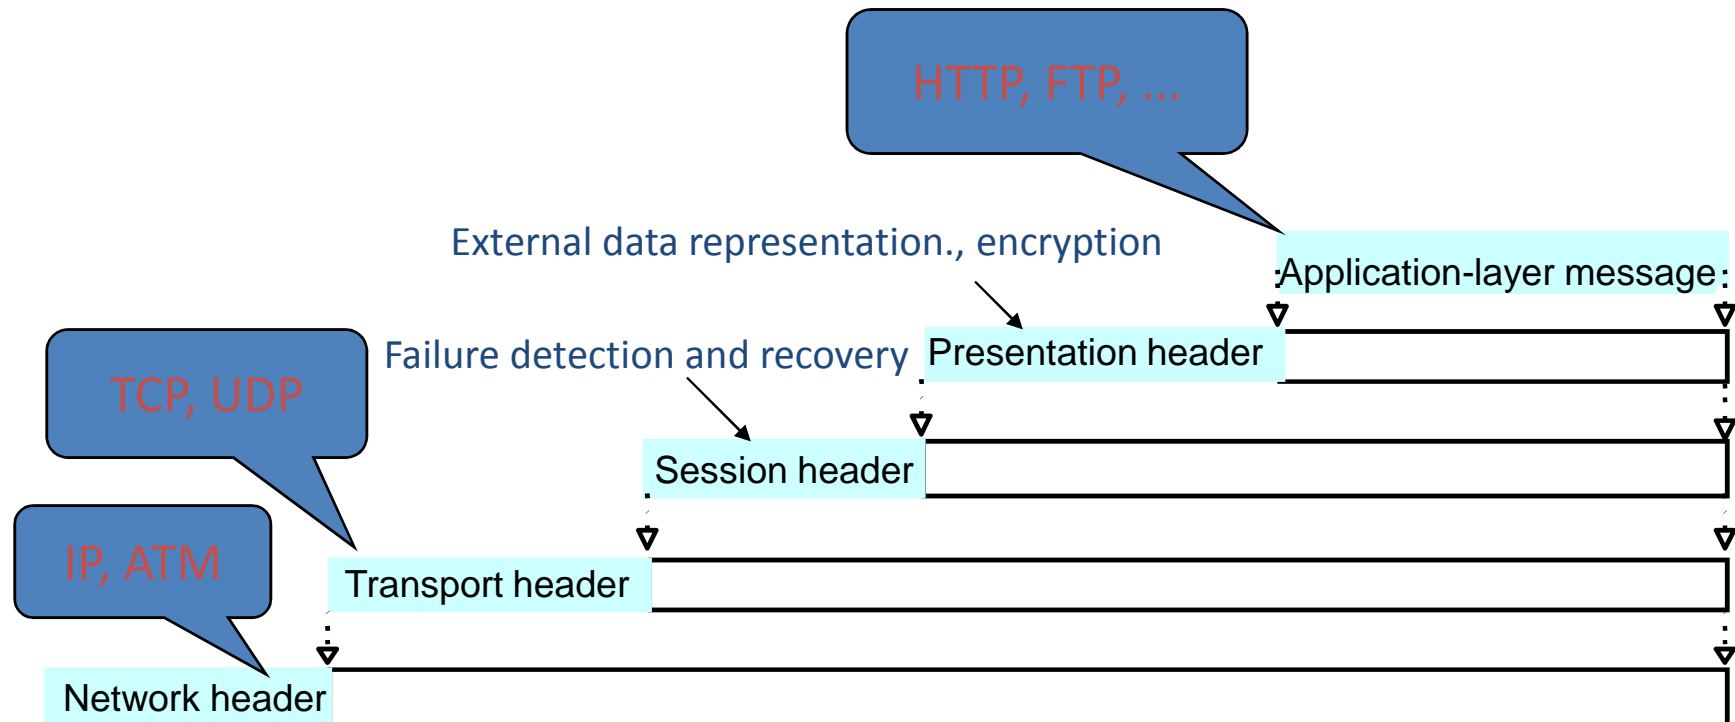 HTTP, FTP, ...
External data representation., encryption
Application-layer message
Failure detection and recovery
Presentation header
TCP, UDP
Session header
IP, ATM
Transport header
Network header